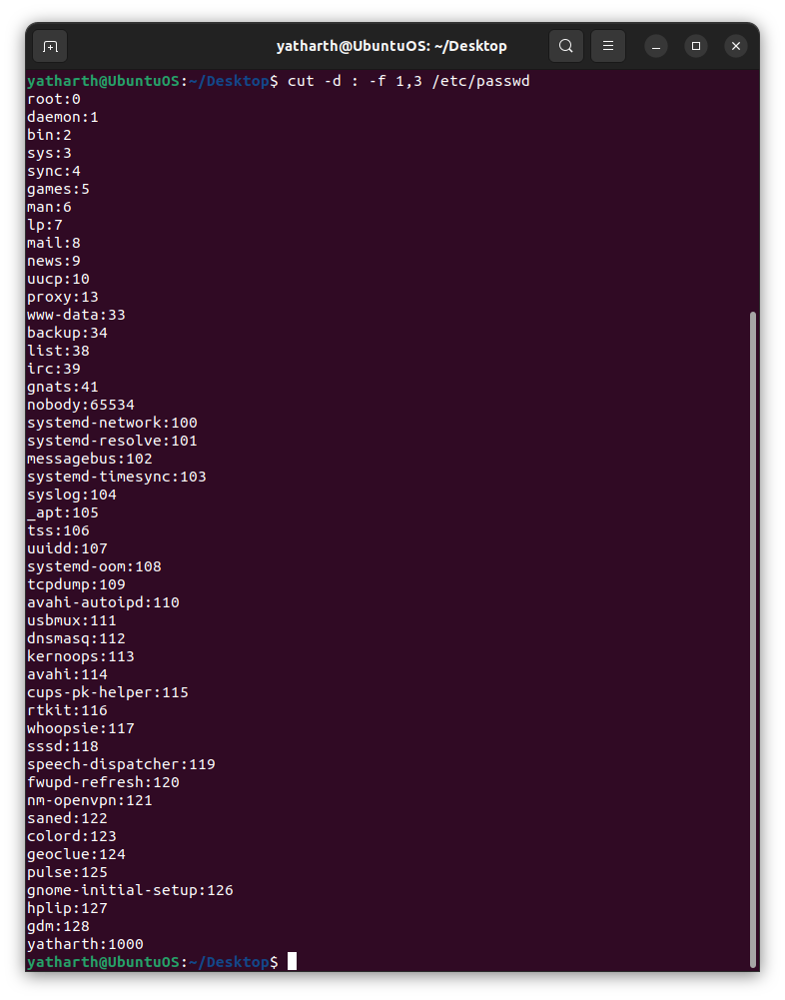 yatharth@UbuntuOS: ~/Desktop
yatharth@UbuntuOS:~/Desktop$ cut -d : -f 1,3 /etc/passwd
root:0
daemon:1
bin:2
sys:3
sync:4
games:5
man:6
lp:7
mail:8
news:9
uucp:10
proxy:13
www-data:33
backup:34
list:38
irc:39
gnats:41
nobody:65534
systemd-network:100
systemd-resolve:101
messagebus:102
systemd-timesync:103
syslog:104
_apt:105
tss:106
uuidd:107
systemd-oom:108
tcpdump:109
avahi-autoipd:110
usbmux:111
dnsmasq:112
kernoops:113
avahi:114
cups-pk-helper:115
rtkit:116
whoopsie:117
sssd:118
speech-dispatcher:119
fwupd-refresh:120
nm-openvpn:121
saned:122
colord:123
geoclue:124
pulse:125
gnome-initial-setup:126
hplip:127
gdm:128
yatharth:1000
yatharth@UbuntuOS:~/Desktop$